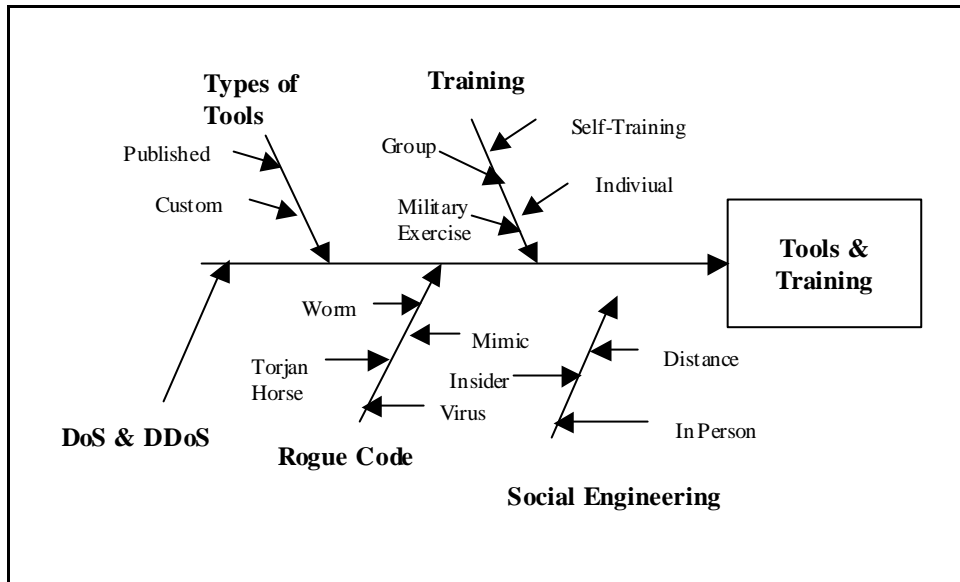 Types of
Tools
Training
Published
Custom
Self-Training
Group
Indiviual
Military
Exercise
Tools &
Training
Worm
Mimic
Torjan
Horse
Virus
Distance
Insider
In Person
DoS & DDoS
Rogue Code
Social Engineering